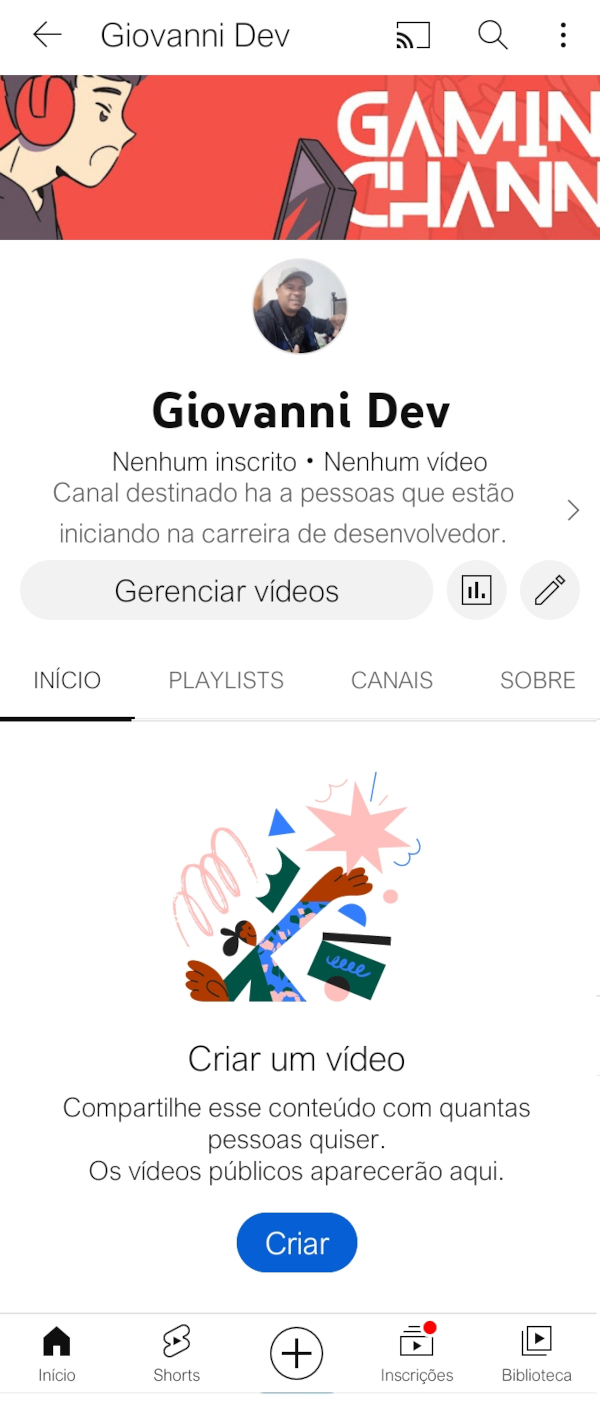 Giovanni Dev
GAMIN
CHANN
Giovanni Dev
Nenhum inscrito • Nenhum vídeo
Canal destinado ha a pessoas que estão
iniciando na carreira de desenvolvedor.
Gerenciar vídeos
INÍCIO PLAYLISTS CANAIS SOBRE
Criar um vídeo
Compartilhe esse conteúdo com quantas
pessoas quiser.
Os vídeos públicos aparecerão aqui.
Criar
Início Shorts Inscrições Biblioteca